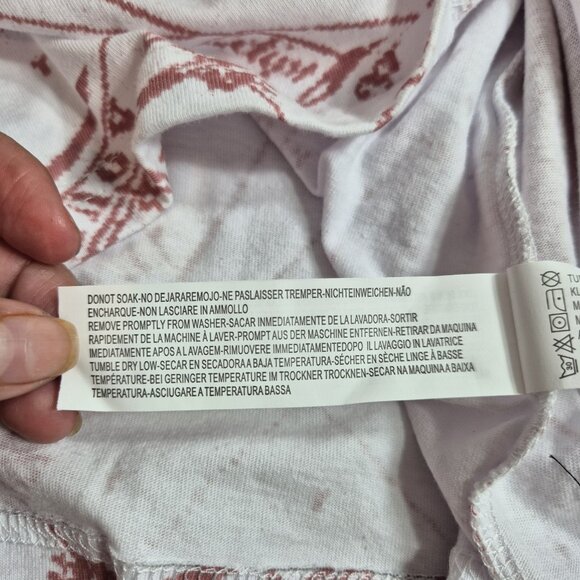 DONOT SOAK-NO DEJARAREMOJO-NE PASLAISSER TREMPER-NICHTEINWEICHEN-NÃO
ENCHARQUE-NON LASCIARE IN AMMOLLO
REMOVE PROMPTLY FROM WASHER-SACAR INMEDIATAMENTE DE LA LAVADORA-SORTIR
RAPIDEMENT DE LA MACHINE À LAVER-PROMPT AUS DER MASCHINE ENTFERNEN-RETIRAR DA MAQUINA
IMEDIATAMENTE APOS A LAVAGEM-RIMUOVERE IMMEDIATAMENTEDOPO IL LAVAGGIO IN LAVATRICE
TUMBLE DRY LOW-SECAR EN SECADORA A BAJA TEMPERATURA-SÉCHER EN SÈCHE LINGE À BASSE
TEMPÉRATURE-BEI GERINGER TEMPERATURE IM TROCKNER TROCKNEN-SECAR NA MAQUINA A BAIXA
TEMPERATURA-ASCIUGARE A TEMPERATURA BASSA
30